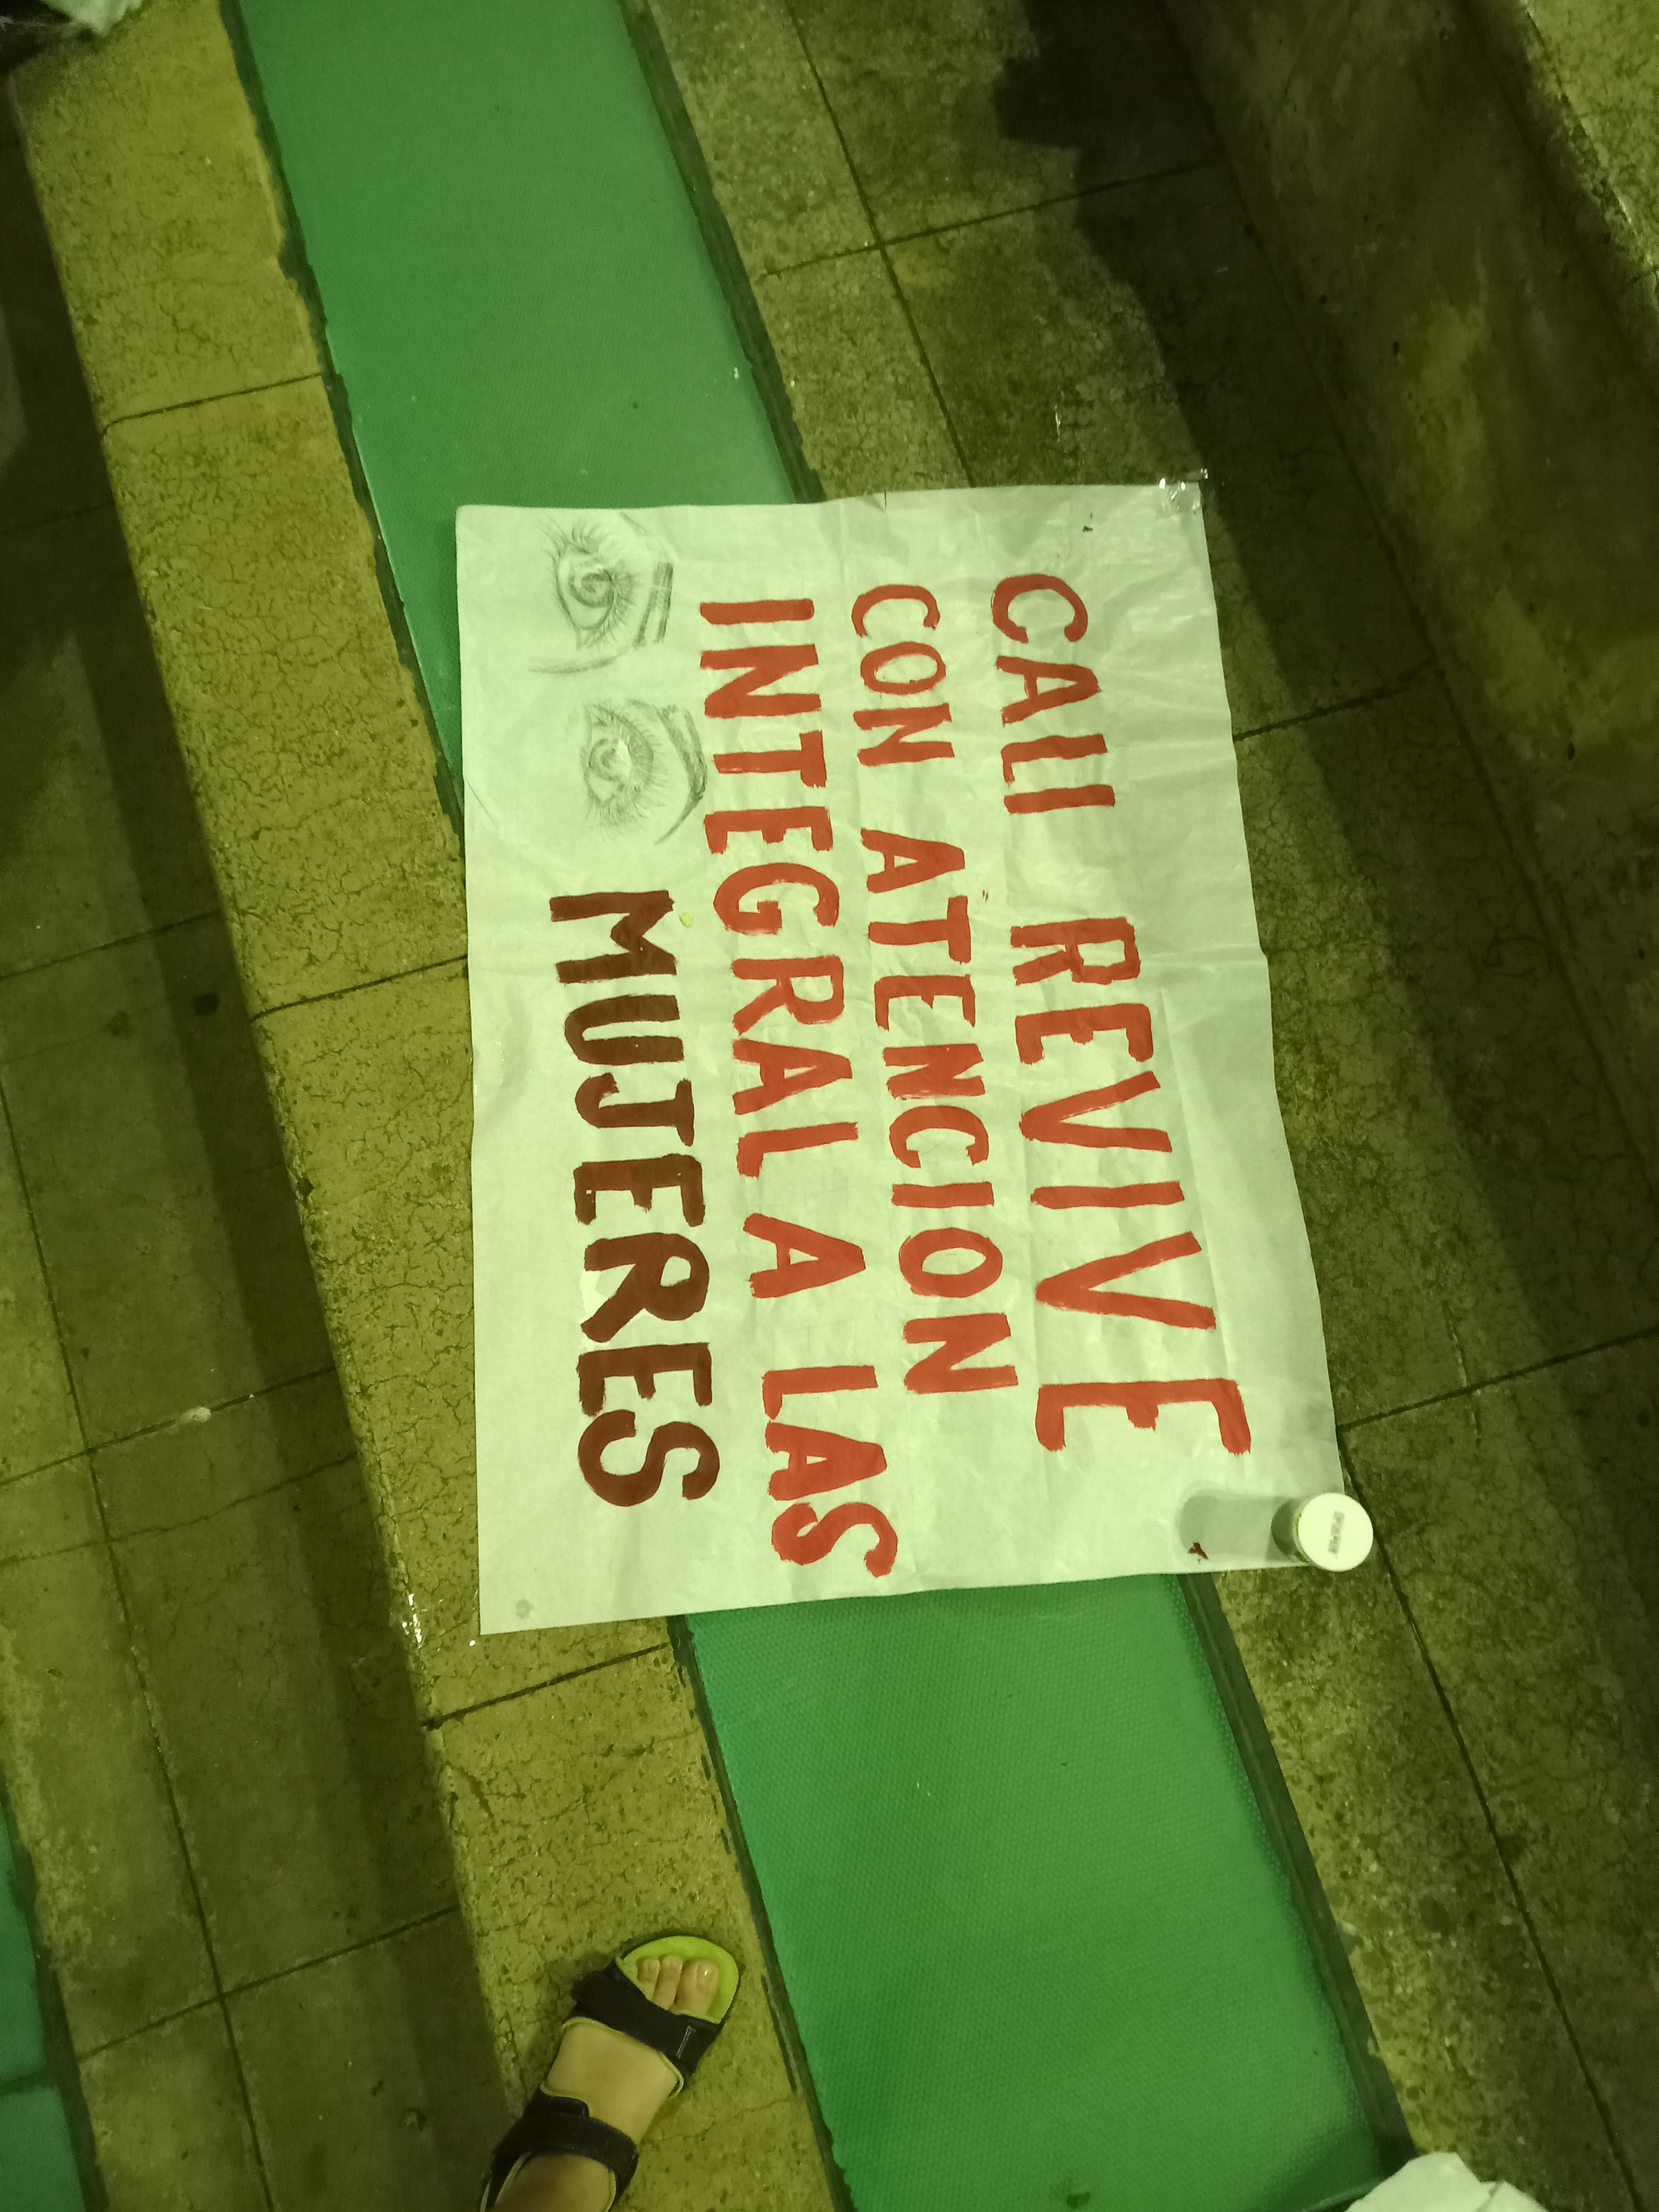 CALI REVIVE
CON ATENCION
INTEGRAL A LAS
MUJERES